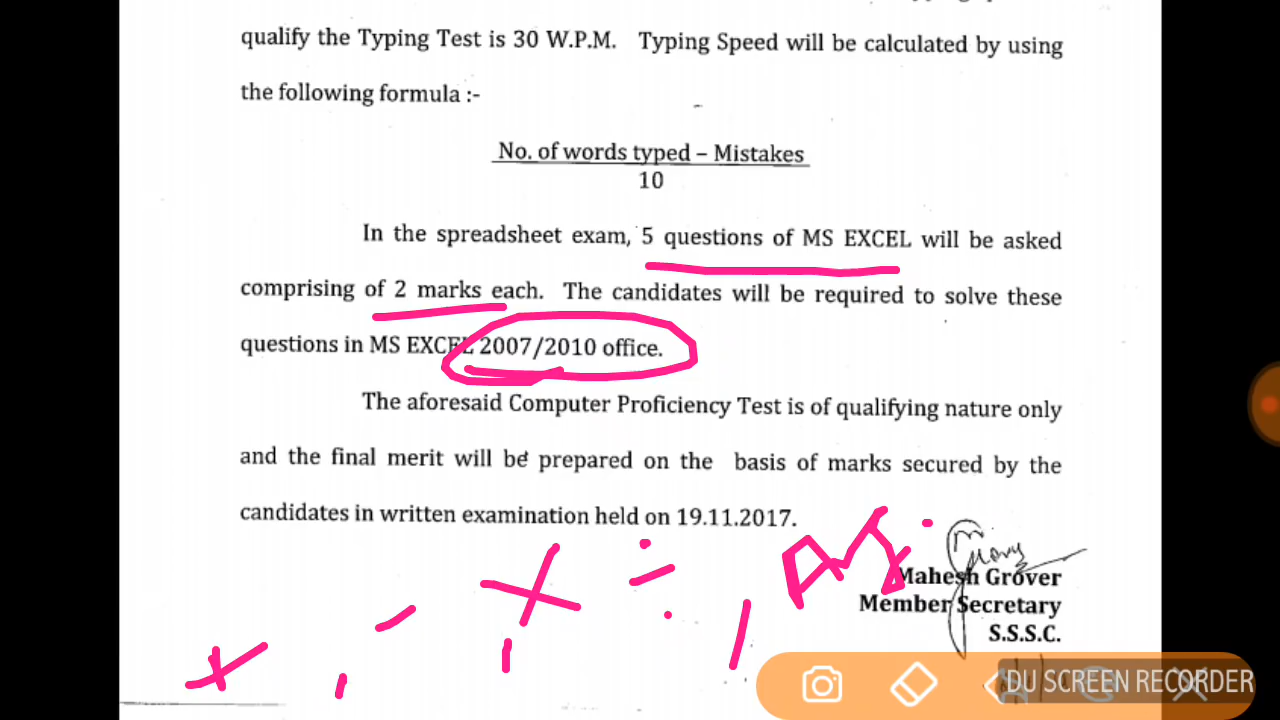 qualify the Typing Test is 30 W.P.M. Typing Speed will be calculated by using
the following formula :-
No. of words typed – Mistakes
10
In the spreadsheet exam, 5 questions of MS EXCEL will be asked
comprising of 2 marks each. The candidates will be required to solve these
questions in MS EXCEL 2007/2010 office.
The aforesaid Computer Proficiency Test is of qualifying nature only
and the final merit will be prepared on the basis of marks secured by the
candidates in written examination held on 19.11.2017.
+ , - , × ÷ ,
Mahesh Grover
Member Secretary
S.S.S.C.
DU SCREEN RECORDER